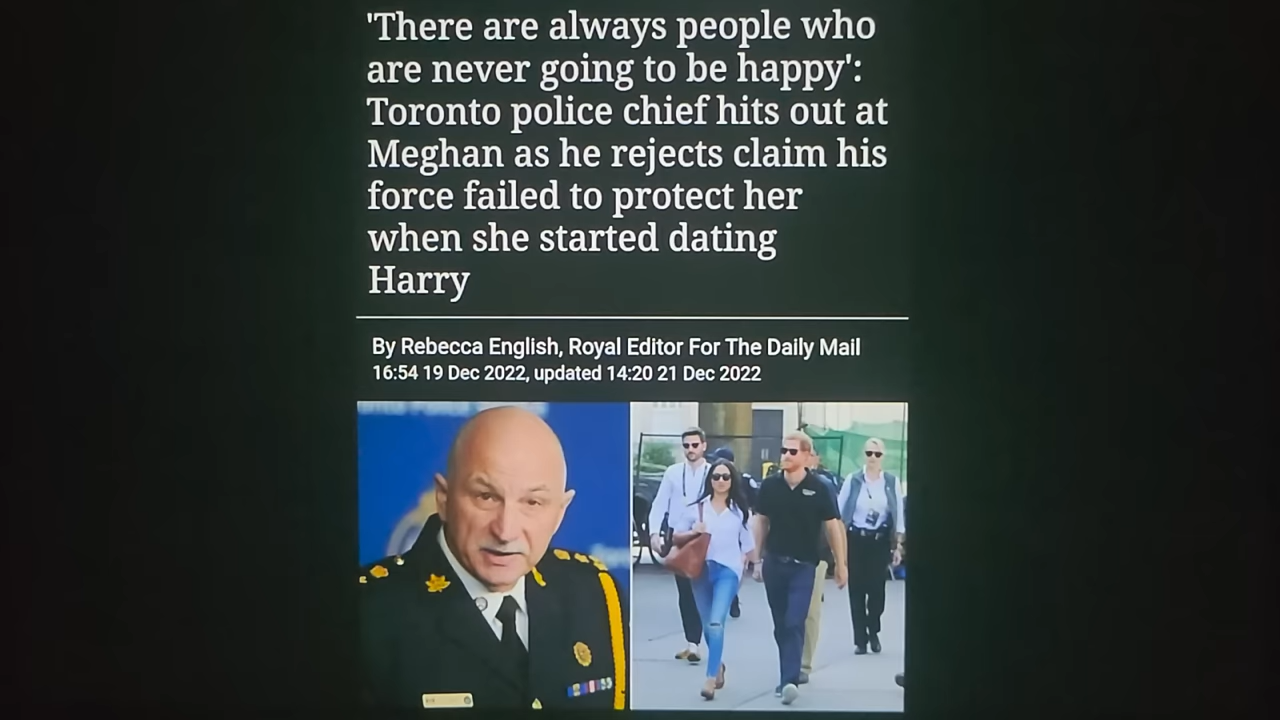 'There are always people who
are never going to be happy':
Toronto police chief hits out at
Meghan as he rejects claim his
force failed to protect her
when she started dating
Harry
By Rebecca English, Royal Editor For The Daily Mail
16:54 19 Dec 2022, updated 14:20 21 Dec 2022